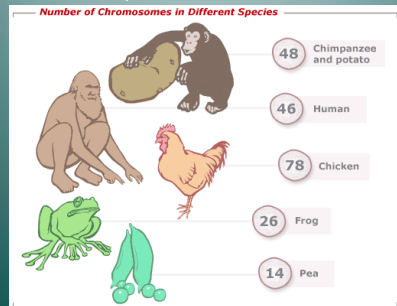 Number of Chromosomes in Different Species
48
Chimpanzee
and potato
46
Human
78
Chicken
26
Frog
14
Pea